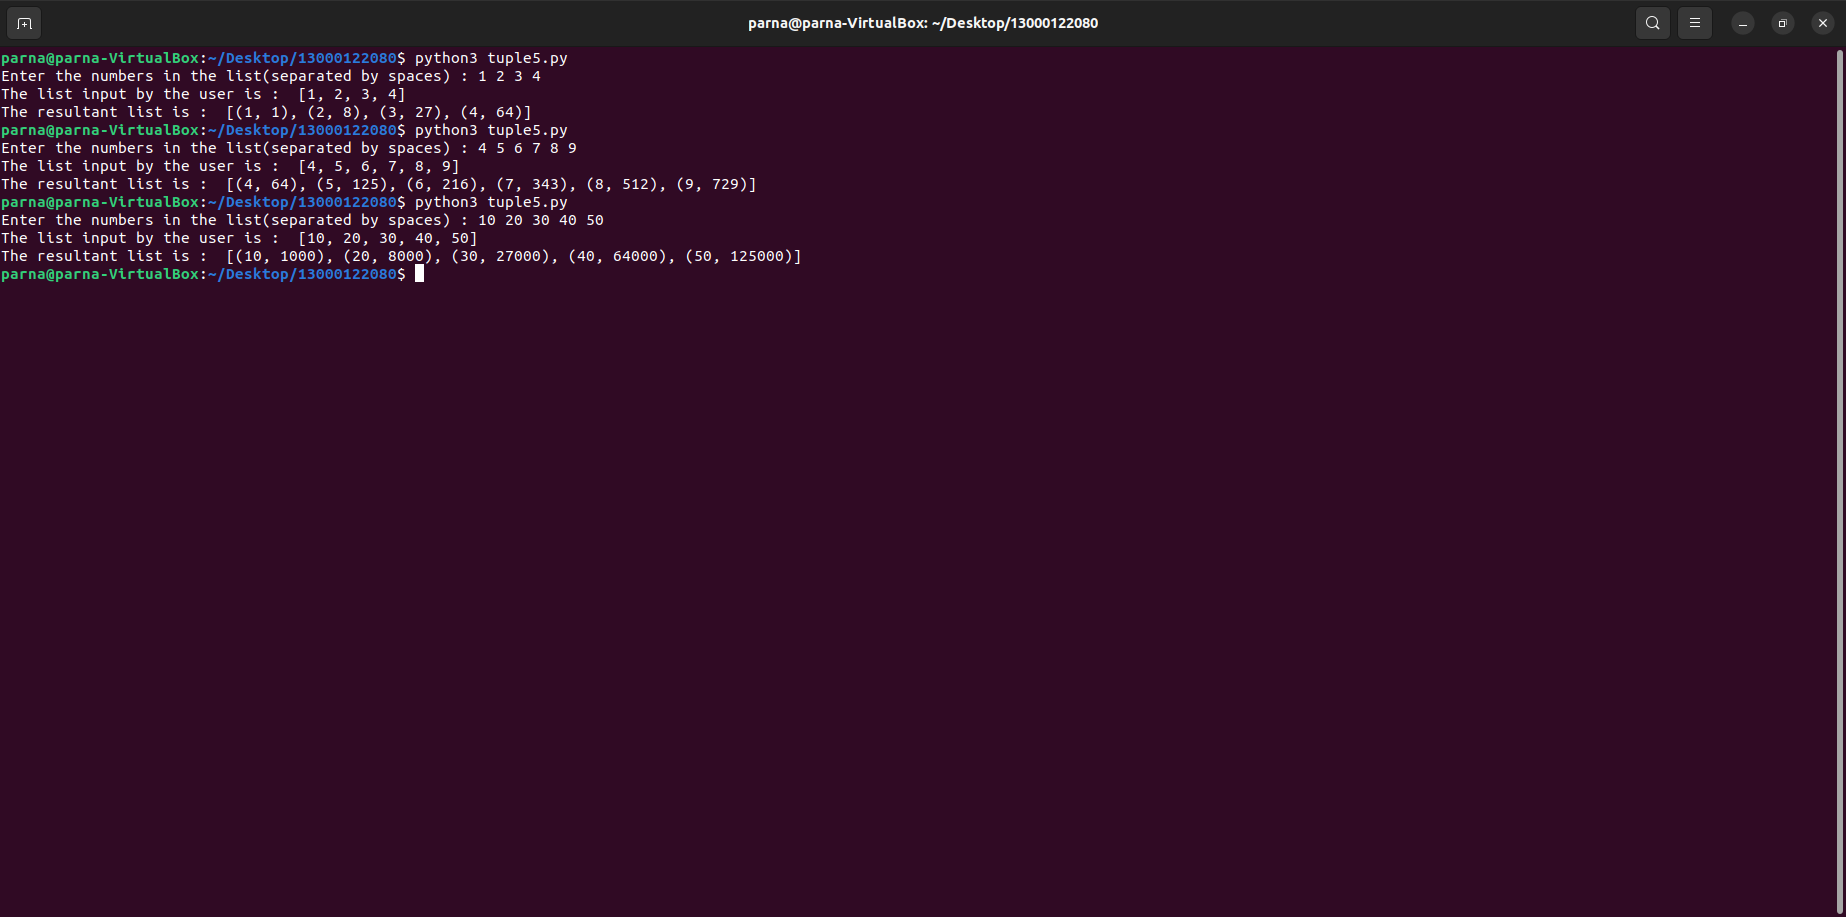 parna@parna-VirtualBox: ~/Desktop/13000122080
parna@parna-VirtualBox:~/Desktop/13000122080$ python3 tuple5.py
Enter the numbers in the list(separated by spaces) : 1 2 3 4
The list input by the user is :  [1, 2, 3, 4]
The resultant list is :  [(1, 1), (2, 8), (3, 27), (4, 64)]
parna@parna-VirtualBox:~/Desktop/13000122080$ python3 tuple5.py
Enter the numbers in the list(separated by spaces) : 4 5 6 7 8 9
The list input by the user is :  [4, 5, 6, 7, 8, 9]
The resultant list is :  [(4, 64), (5, 125), (6, 216), (7, 343), (8, 512), (9, 729)]
parna@parna-VirtualBox:~/Desktop/13000122080$ python3 tuple5.py
Enter the numbers in the list(separated by spaces) : 10 20 30 40 50
The list input by the user is :  [10, 20, 30, 40, 50]
The resultant list is :  [(10, 1000), (20, 8000), (30, 27000), (40, 64000), (50, 125000)]
parna@parna-VirtualBox:~/Desktop/13000122080$